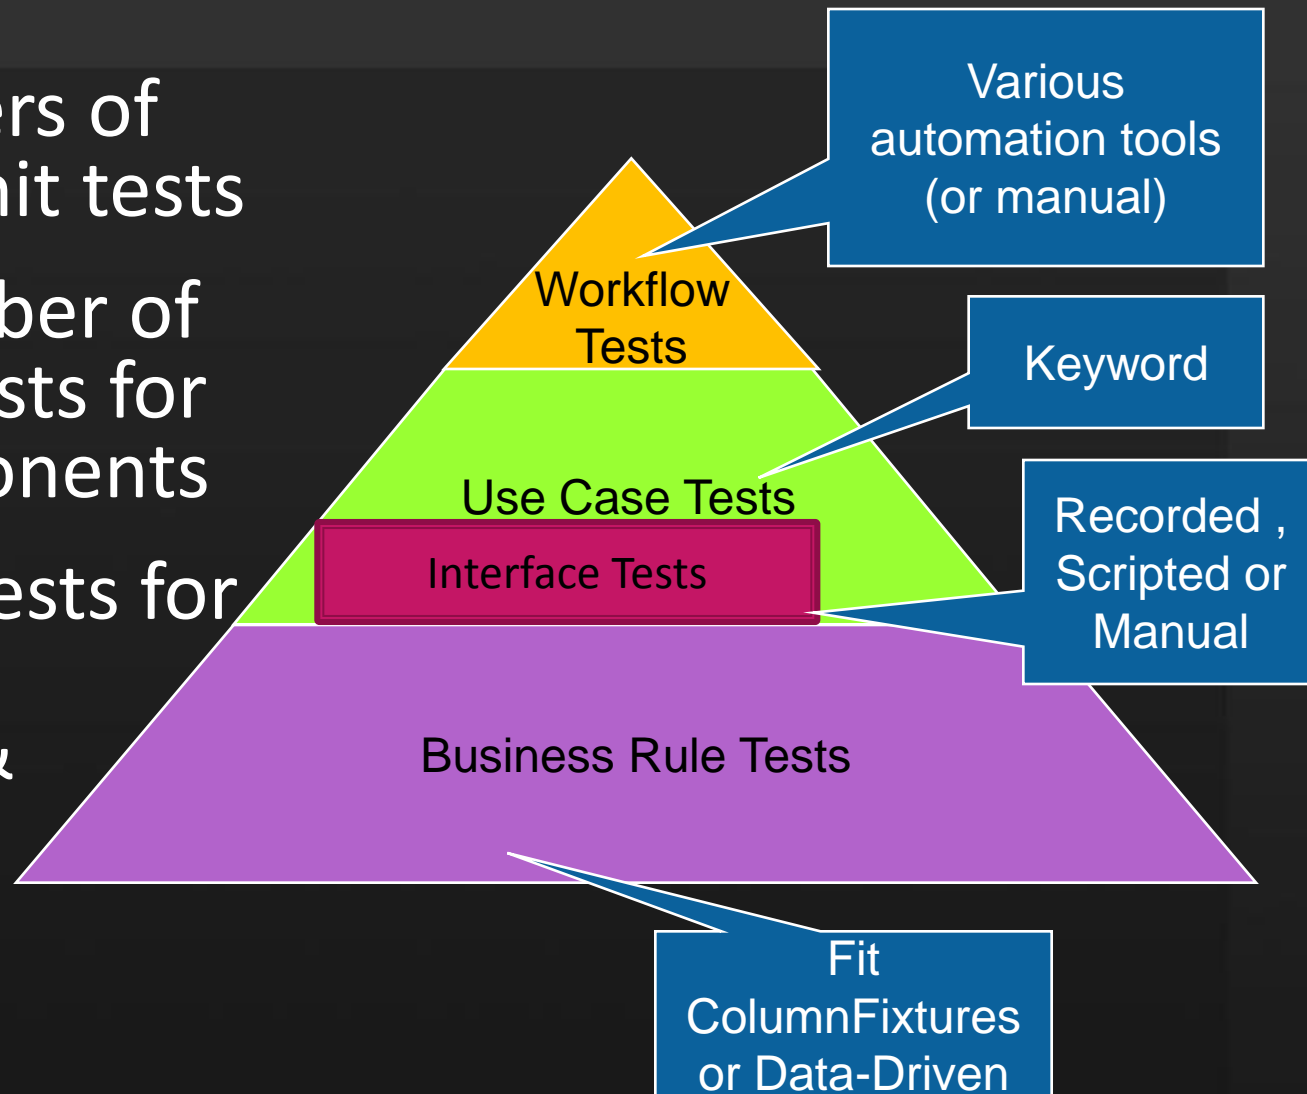 ers of
nit tests
ber of
sts for
onents
ests for
&
Various
automation tools
(or manual)
Workflow
Tests
Keyword
Use Case Tests
Recorded ,
Scripted or
Manual
Interface Tests
Business Rule Tests
Fit
ColumnFixtures
or Data-Driven